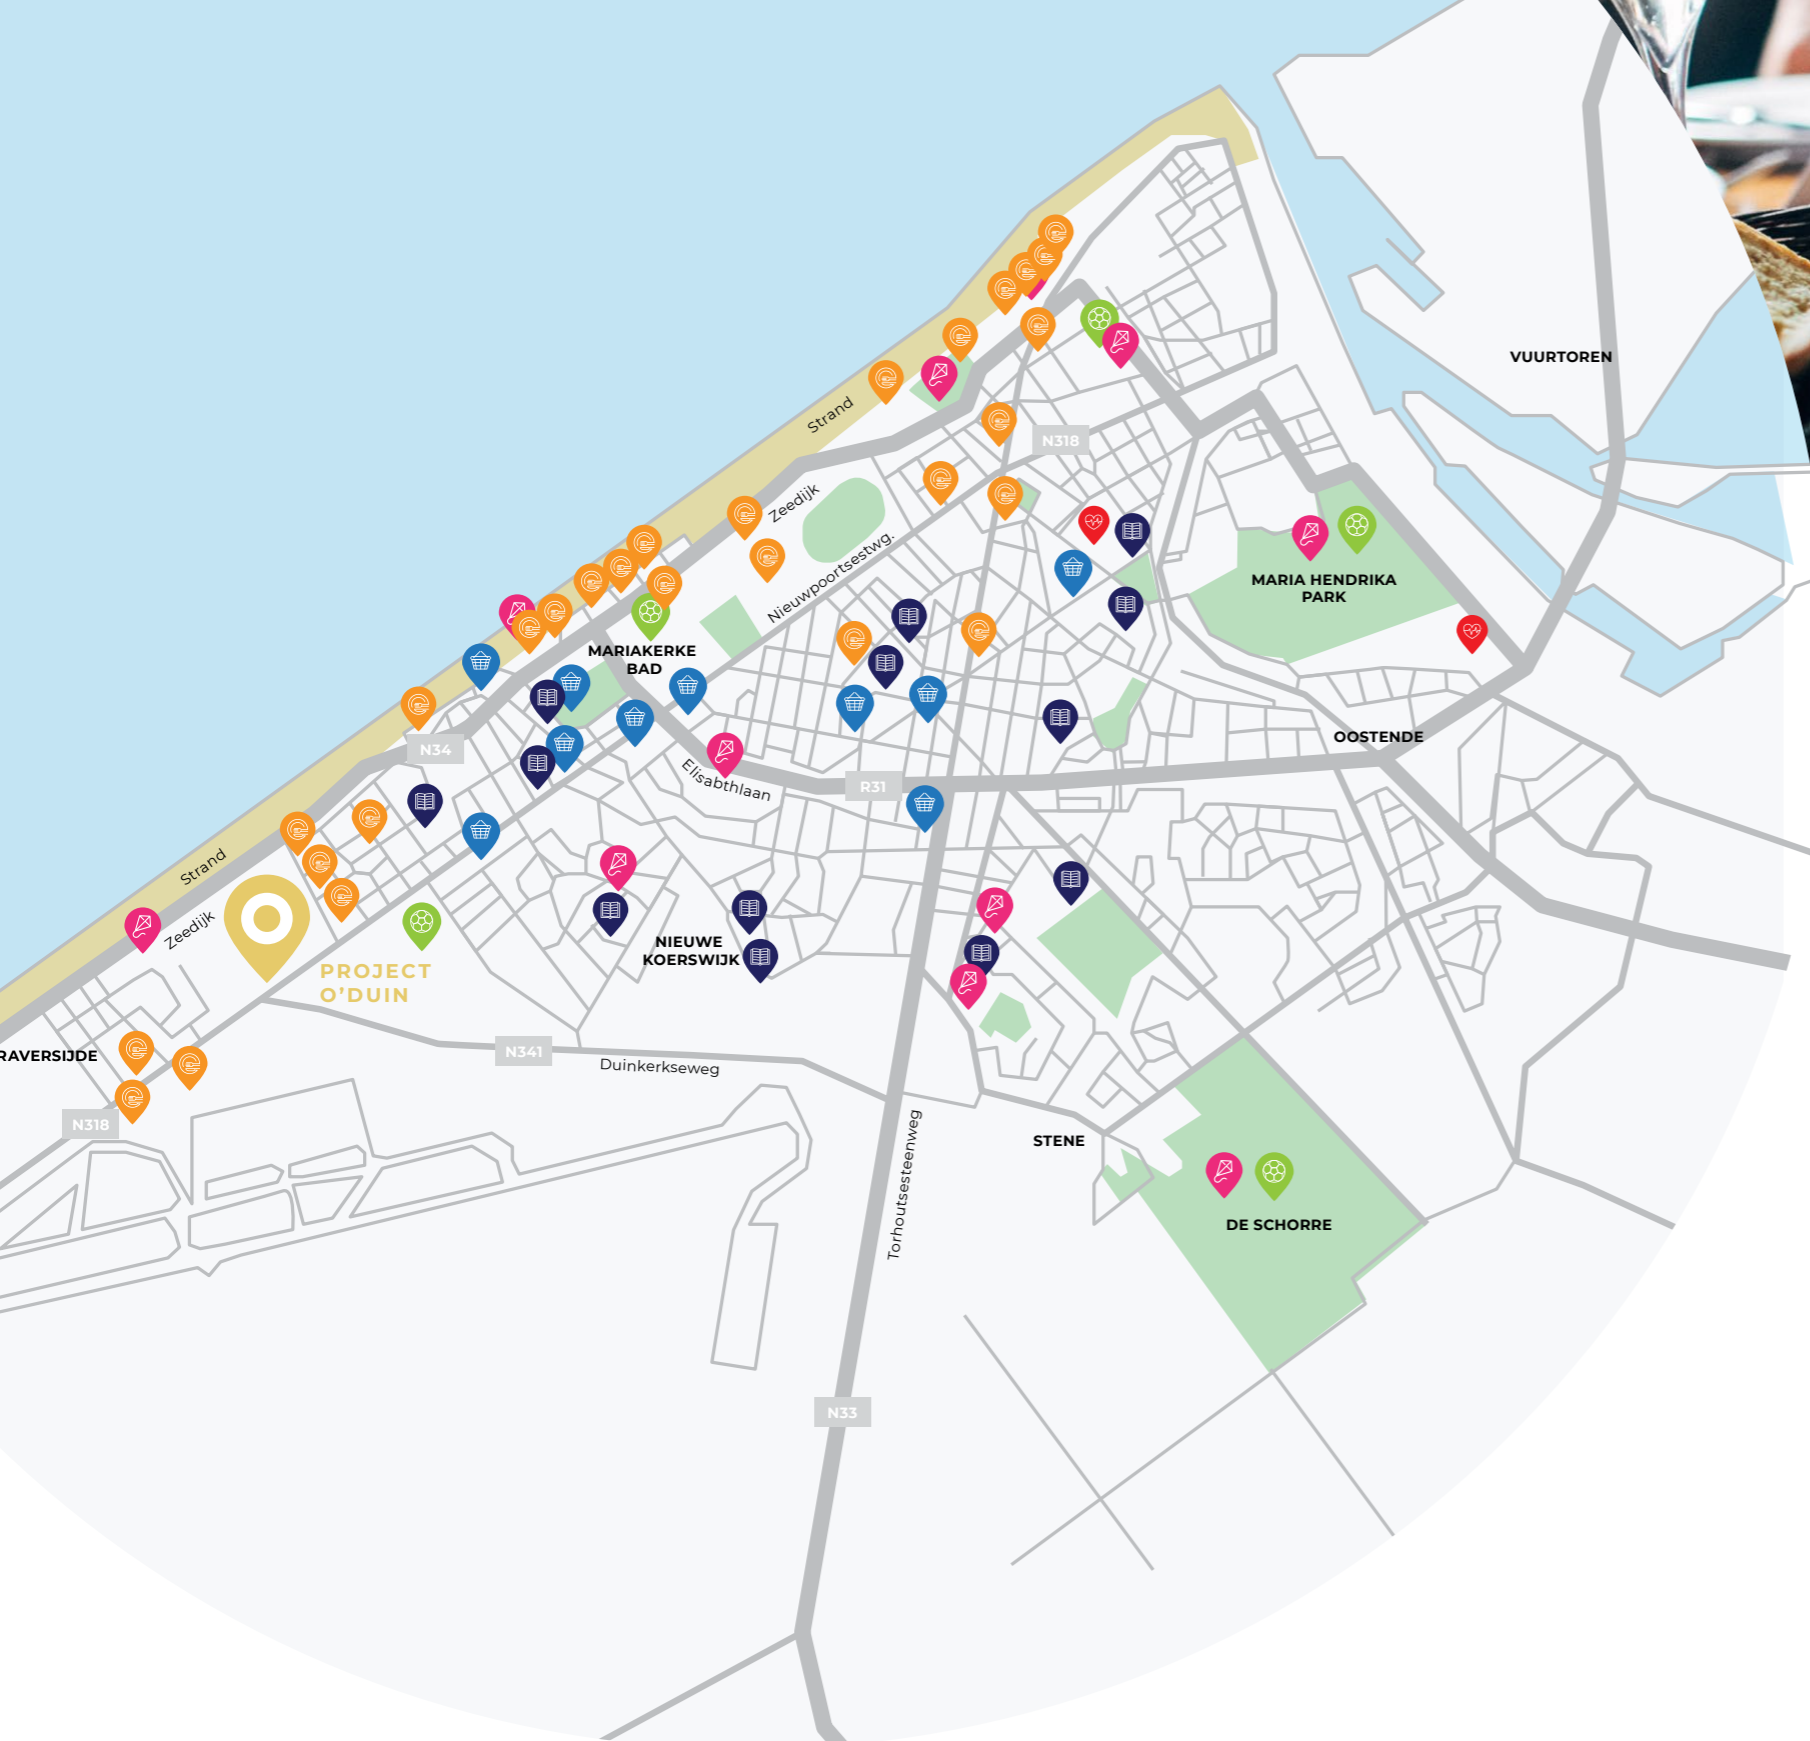 VUURTOREN
Strand
N318
Zeedijk
Nieuwpoortsestwg.
MARIA HENDRIKA
PARK
MARIAKERKE
BAD
N34
OOSTENDE
Elisabthlaan
R31
Strand
Zeedijk
NIEUWE
KOERSWIJK
PROJECT
O'DUIN
RAVERSIJDE
N341
Duinkerkseweg
N318
STENE
Torhoutsesteenweg
DE SCHORRE
N33